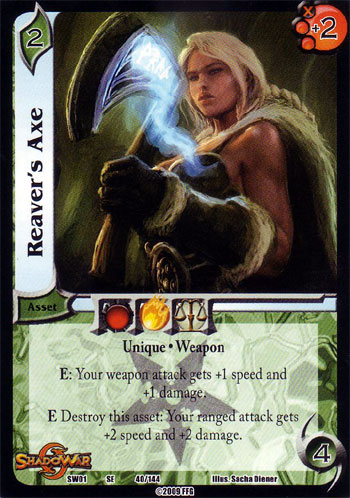 2
+2
Reaver's Axe
Asset
Unique • Weapon
E: Your weapon attack gets +1 speed and
+1 damage.
E Destroy this asset: Your ranged attack gets
+2 speed and +2 damage.
SHADOWAR
4
SW01 SE 40/144 Illus. Sacha Diener
©2009 FFG